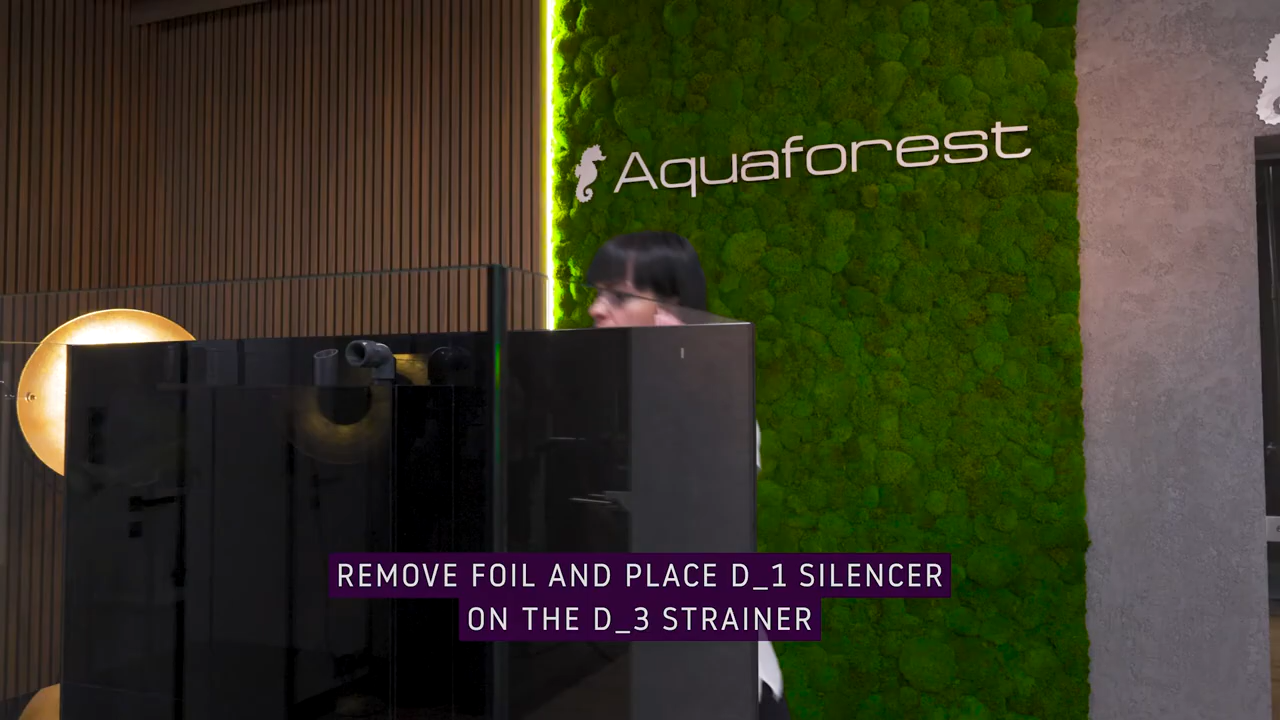 Aquaforest
REMOVE FOIL AND PLACE D_1 SILENCER
ON THE D_3 STRAINER